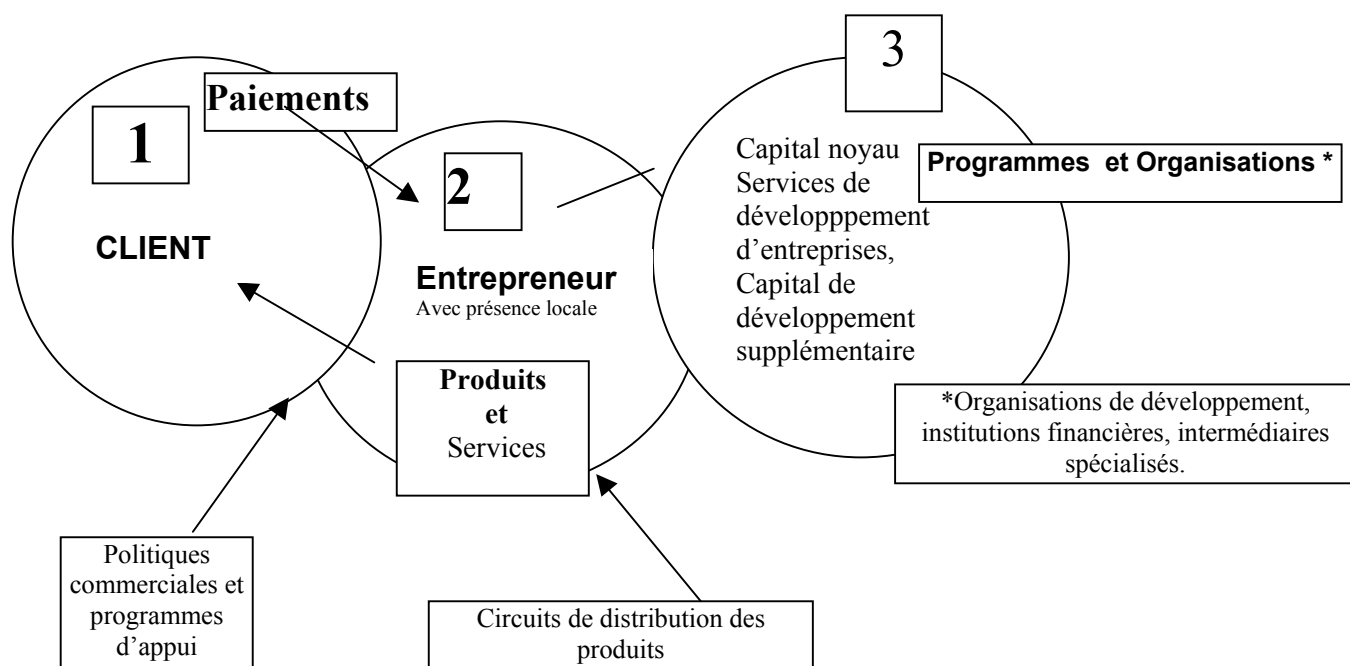 1
Paiements
CLIENT
2
Entrepreneur
Avec présence locale
Produits
et
Services
3
Capital noyau
Services de
développpement
d’entreprises,
Capital de
développement
supplémentaire
Programmes et Organisations *
*Organisations de développement,
institutions financières, intermédiaires
spécialisés.
Politiques
commerciales et
programmes
d’appui
Circuits de distribution des
produits